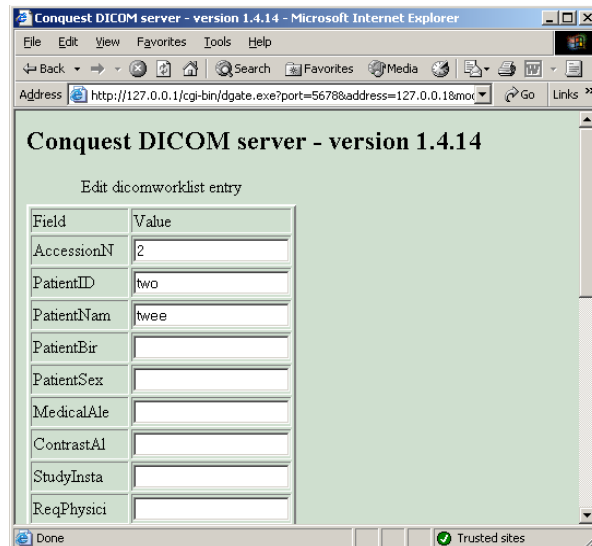 Conquest DICOM server - version 1.4.14 - Microsoft Internet Explorer
File Edit View Favorites Tools Help
Back Search Favorites Media
Address http://127.0.0.1/cgi-bin/dgate.exe?port=5678&address=127.0.0.1&mod Go Links »
Conquest DICOM server - version 1.4.14
Edit dicomworklist entry
Field Value
AccessionN 2
PatientID two
PatientNam twee
PatientBir
PatientSex
MedicalAle
ContrastAl
StudyInsta
ReqPhysici
Done Trusted sites